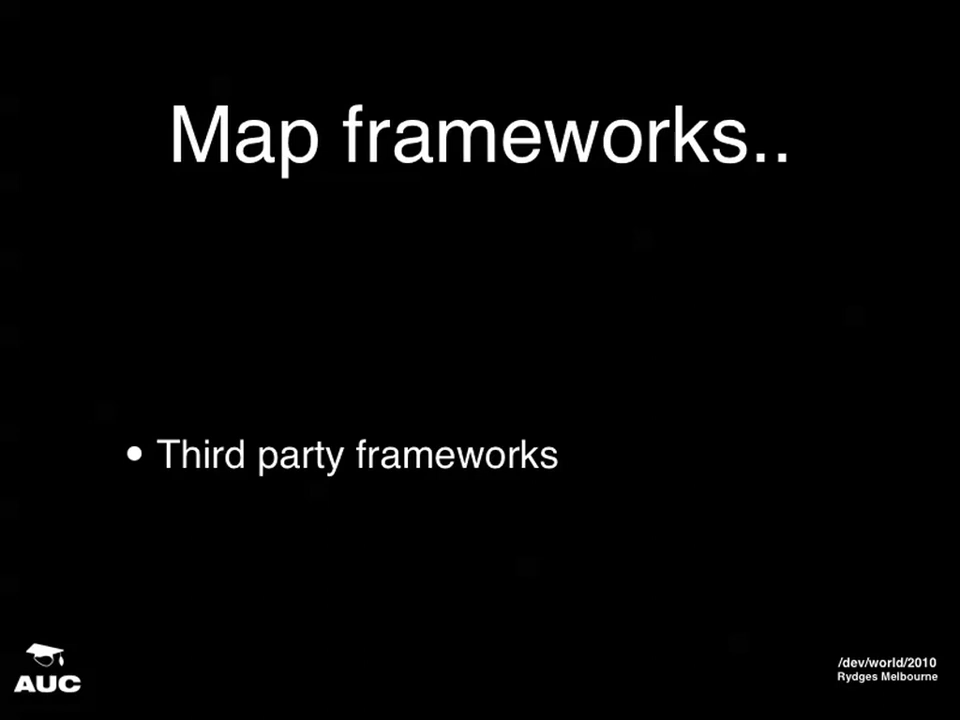 Map frameworks..
• Third party frameworks
AUC
/dev/world/2010
Rydges Melbourne